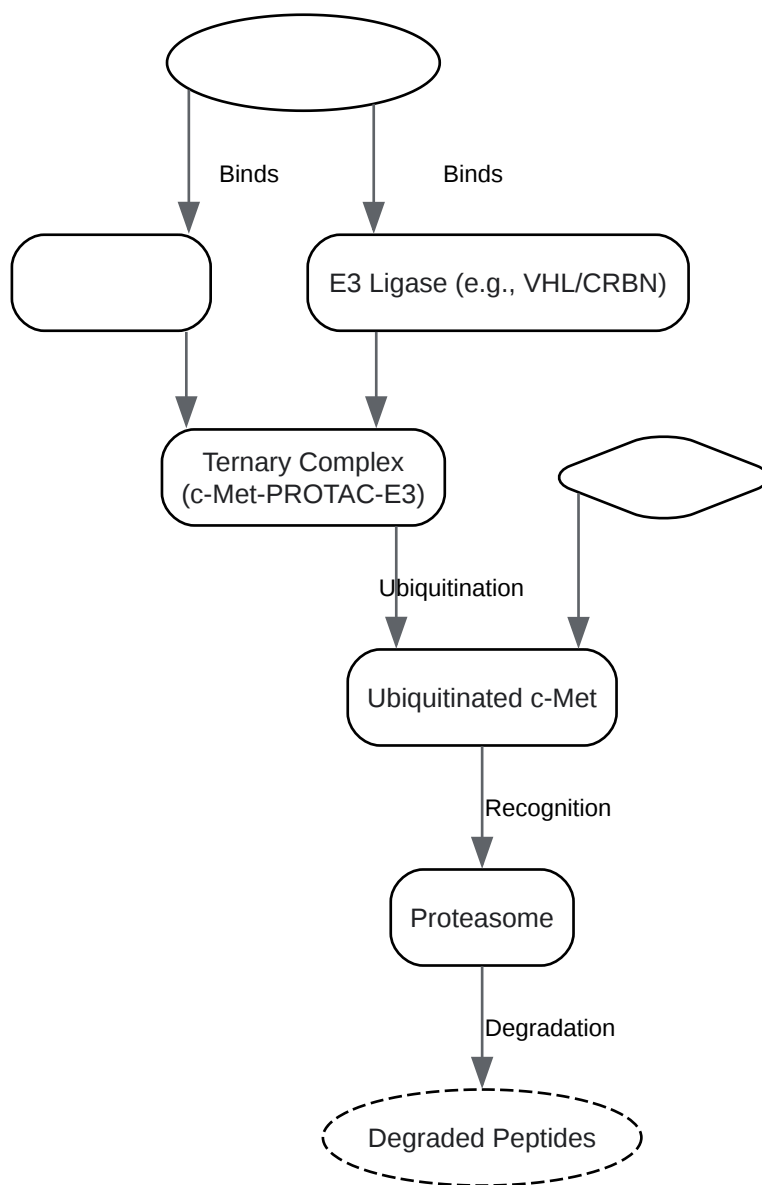 Binds
Binds
E3 Ligase (e.g., VHL/CRBN)
Ternary Complex
(c-Met-PROTAC-E3)
Ubiquitination
Ubiquitinated c-Met
Recognition
Proteasome
Degradation
Degraded Peptides